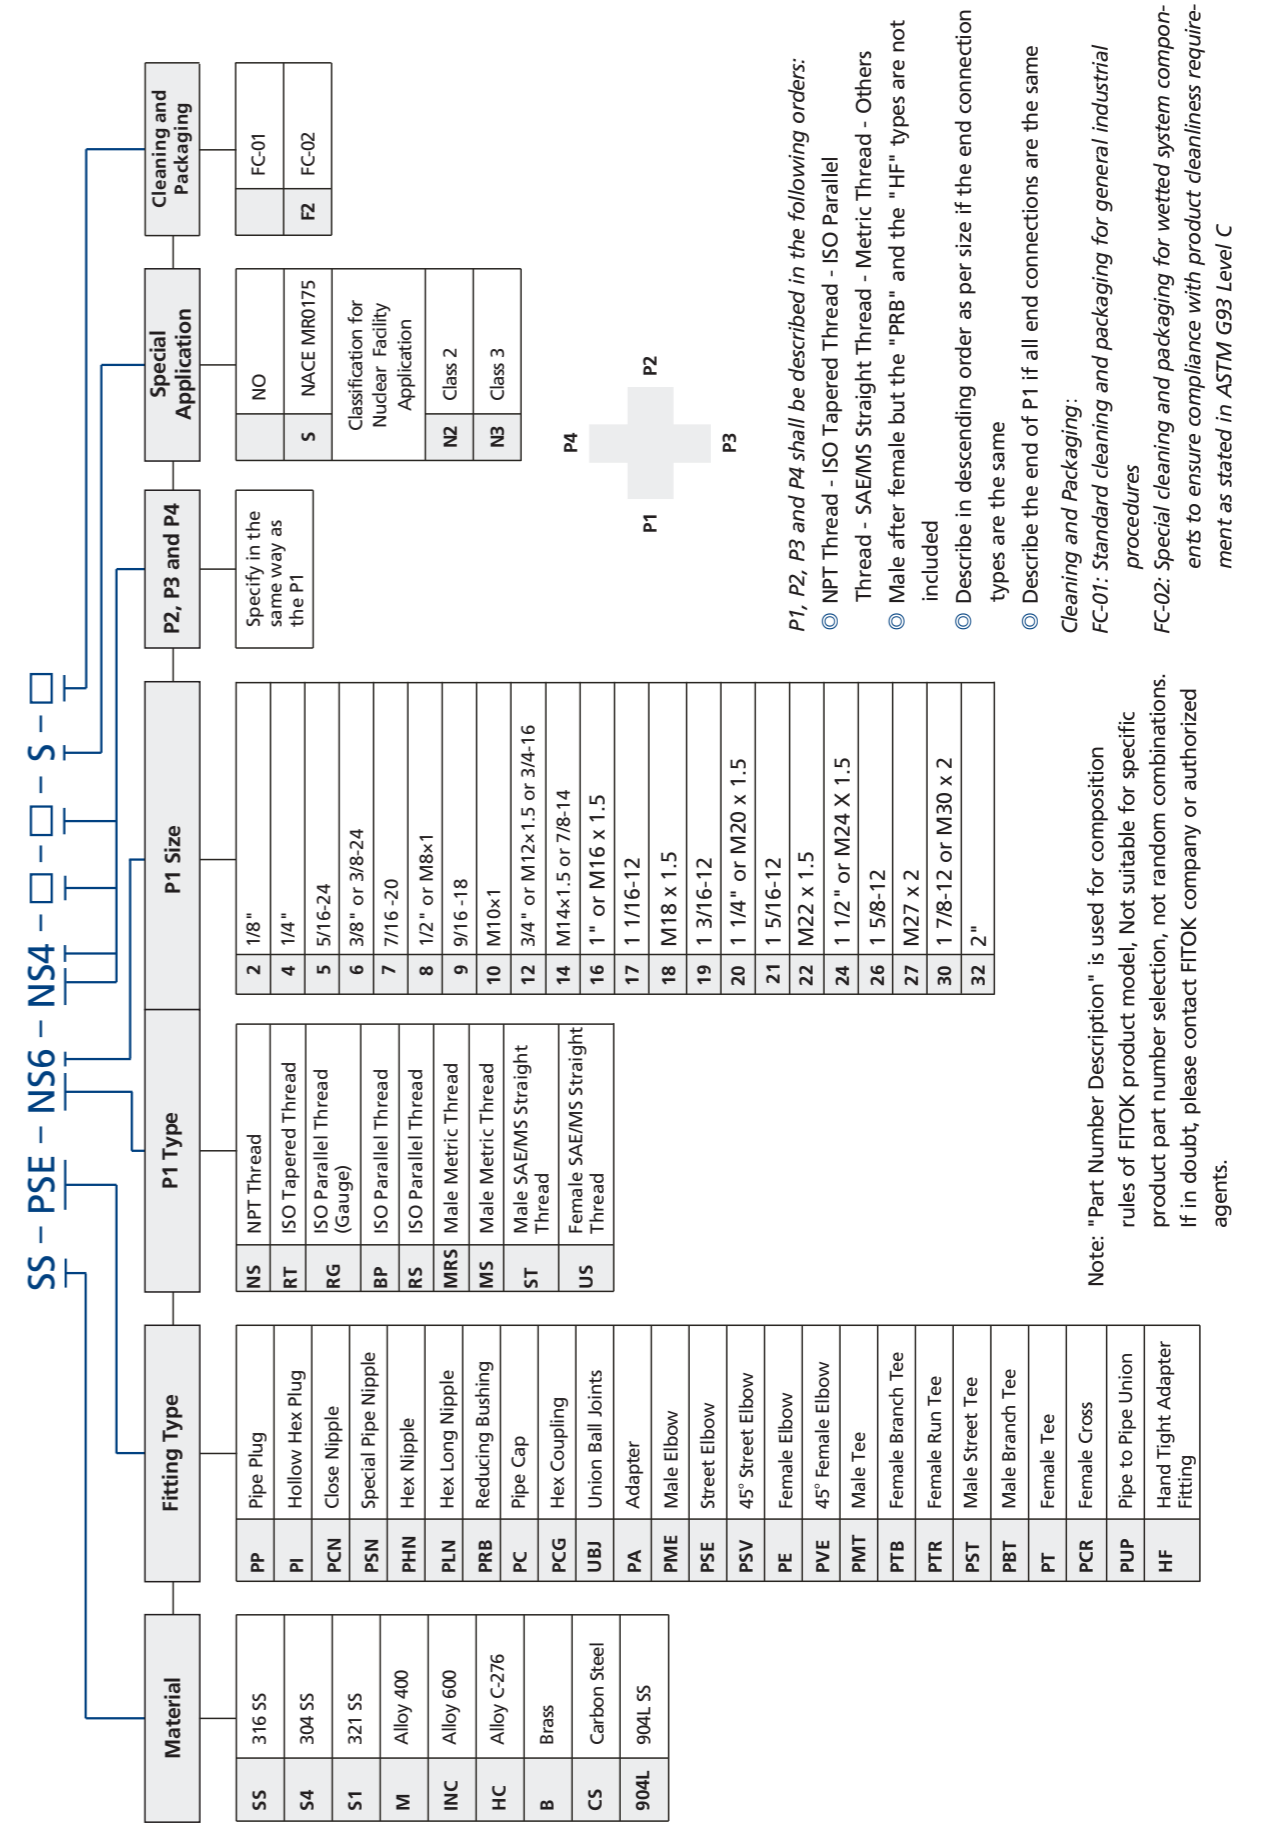 SS - PSE - NS6 - NS4 - □ - □ - S - □
Material
SS 316 SS
S4 304 SS
S1 321 SS
M Alloy 400
INC Alloy 600
HC Alloy C-276
B Brass
CS Carbon Steel
904L 904L SS
Fitting Type
PP Pipe Plug
PI Hollow Hex Plug
PCN Close Nipple
PSN Special Pipe Nipple
PHN Hex Nipple
PLN Hex Long Nipple
PRB Reducing Bushing
PC Pipe Cap
PCG Hex Coupling
UBJ Union Ball Joints
PA Adapter
PME Male Elbow
PSE Street Elbow
PSV 45° Street Elbow
PE Female Elbow
PVE 45° Female Elbow
PMT Male Tee
PTB Female Branch Tee
PTR Female Run Tee
PST Male Street Tee
PBT Male Branch Tee
PT Female Tee
PCR Female Cross
PUP Pipe to Pipe Union
HF Hand Tight Adapter
Fitting
P1 Type
NS NPT Thread
RT ISO Tapered Thread
RG ISO Parallel Thread
(Gauge)
BP ISO Parallel Thread
RS ISO Parallel Thread
MRS Male Metric Thread
MS Male Metric Thread
ST Male SAE/MS Straight
Thread
US Female SAE/MS Straight
Thread
P1 Size
2 1/8"
4 1/4"
5 5/16-24
6 3/8" or 3/8-24
7 7/16 -20
8 1/2" or M8×1
9 9/16 -18
10 M10×1
12 3/4" or M12×1.5 or 3/4-16
14 M14×1.5 or 7/8-14
16 1" or M16 x 1.5
17 1 1/16-12
18 M18 x 1.5
19 1 3/16-12
20 1 1/4" or M20 x 1.5
21 1 5/16-12
22 M22 x 1.5
24 1 1/2" or M24 X 1.5
26 1 5/8-12
27 M27 x 2
30 1 7/8-12 or M30 x 2
32 2"
P2, P3 and P4
Specify in the
same way as
the P1
Special
Application
NO
S NACE MR0175
Classification for
Nuclear Facility
Application
N2 Class 2
N3 Class 3
Cleaning and
Packaging
FC-01
F2 FC-02
P4
P1 P2
P3
Note: "Part Number Description" is used for composition
rules of FITOK product model, Not suitable for specific
product part number selection, not random combinations.
If in doubt, please contact FITOK company or authorized
agents.
P1, P2, P3 and P4 shall be described in the following orders:
◎ NPT Thread - ISO Tapered Thread - ISO Parallel
Thread - SAE/MS Straight Thread - Metric Thread - Others
◎ Male after female but the "PRB" and the "HF" types are not
included
◎ Describe in descending order as per size if the end connection
types are the same
◎ Describe the end of P1 if all end connections are the same
Cleaning and Packaging:
FC-01: Standard cleaning and packaging for general industrial
procedures
FC-02: Special cleaning and packaging for wetted system compon-
ents to ensure compliance with product cleanliness require-
ment as stated in ASTM G93 Level C